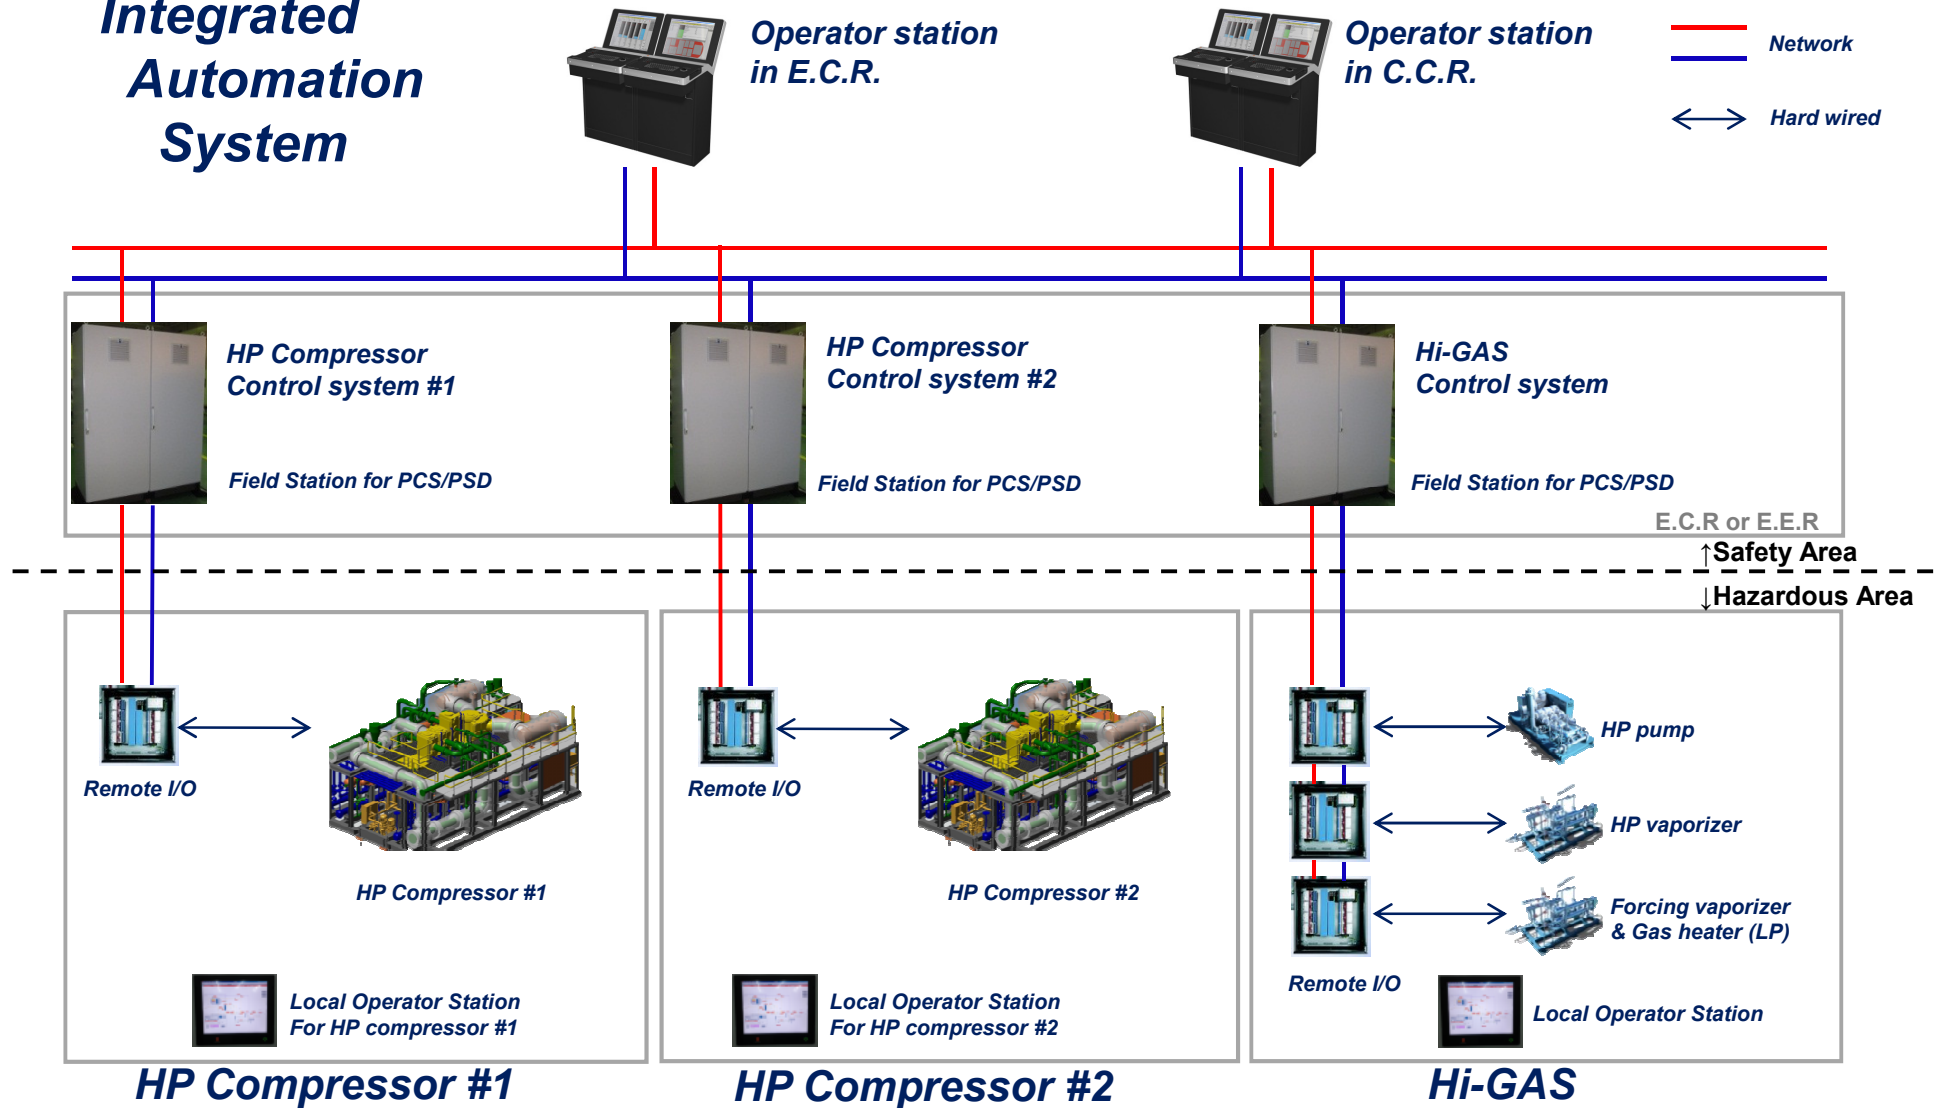 Integrated
Automation
System
Operator station
in E.C.R.
Operator station
in C.C.R.
Network
Hard wired
HP Compressor
Control system #1
HP Compressor
Control system #2
Hi-GAS
Control system
Field Station for PCS/PSD
Field Station for PCS/PSD
Field Station for PCS/PSD
E.C.R or E.E.R
↑Safety Area
↓Hazardous Area
Remote I/O
HP Compressor #1
Remote I/O
HP Compressor #2
HP pump
HP vaporizer
Forcing vaporizer
& Gas heater (LP)
Remote I/O
Local Operator Station
For HP compressor #1
Local Operator Station
For HP compressor #2
Local Operator Station
HP Compressor #1
HP Compressor #2
Hi-GAS